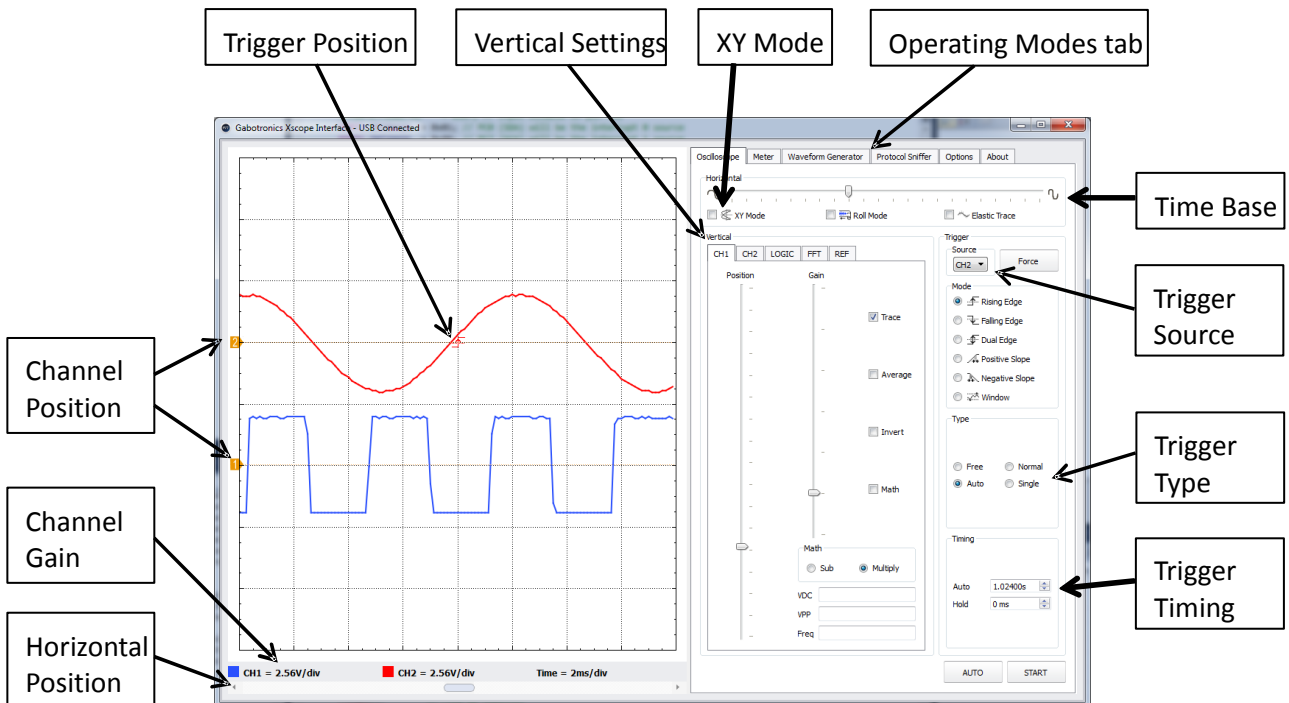 Trigger Position
Vertical Settings
XY Mode
Operating Modes tab
Gabotronics Xscope Interface - USB Connected
Oscilloscope Meter Waveform Generator Protocol Sniffer Options About
Horizontal
XY Mode Roll Mode Elastic Trace
Time Base
Vertical
CH1 CH2 LOGIC FFT REF
Position Gain
Trace
Average
Invert
Math
Math
Sub Multiply
VDC
VPP
Freq
Trigger
Source
CH2 Force
Mode
Rising Edge
Falling Edge
Dual Edge
Positive Slope
Negative Slope
Window
Type
Free Normal
Auto Single
Timing
Auto 1.02400s
Hold 0 ms
AUTO START
Trigger
Source
Trigger
Type
Trigger
Timing
Channel
Position
2
1
Channel
Gain
Horizontal
Position
CH1 = 2.56V/div CH2 = 2.56V/div Time = 2ms/div